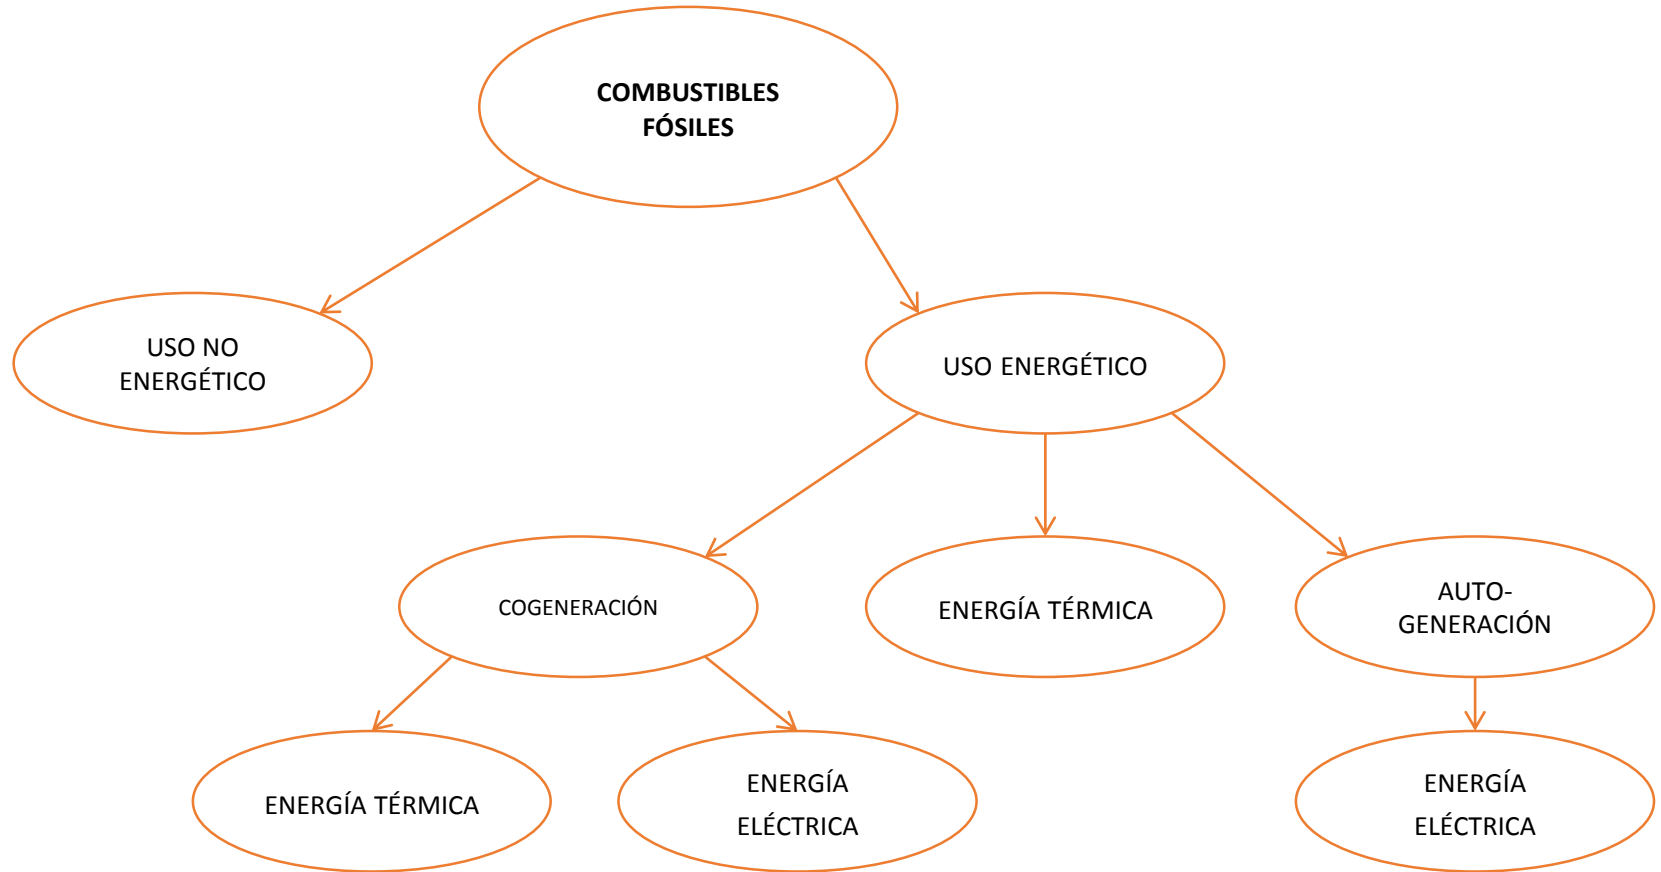 COMBUSTIBLES
FÓSILES
USO NO
ENERGÉTICO
USO ENERGÉTICO
COGENERACIÓN
ENERGÍA TÉRMICA
AUTO-
GENERACIÓN
ENERGÍA TÉRMICA
ENERGÍA
ELÉCTRICA
ENERGÍA
ELÉCTRICA